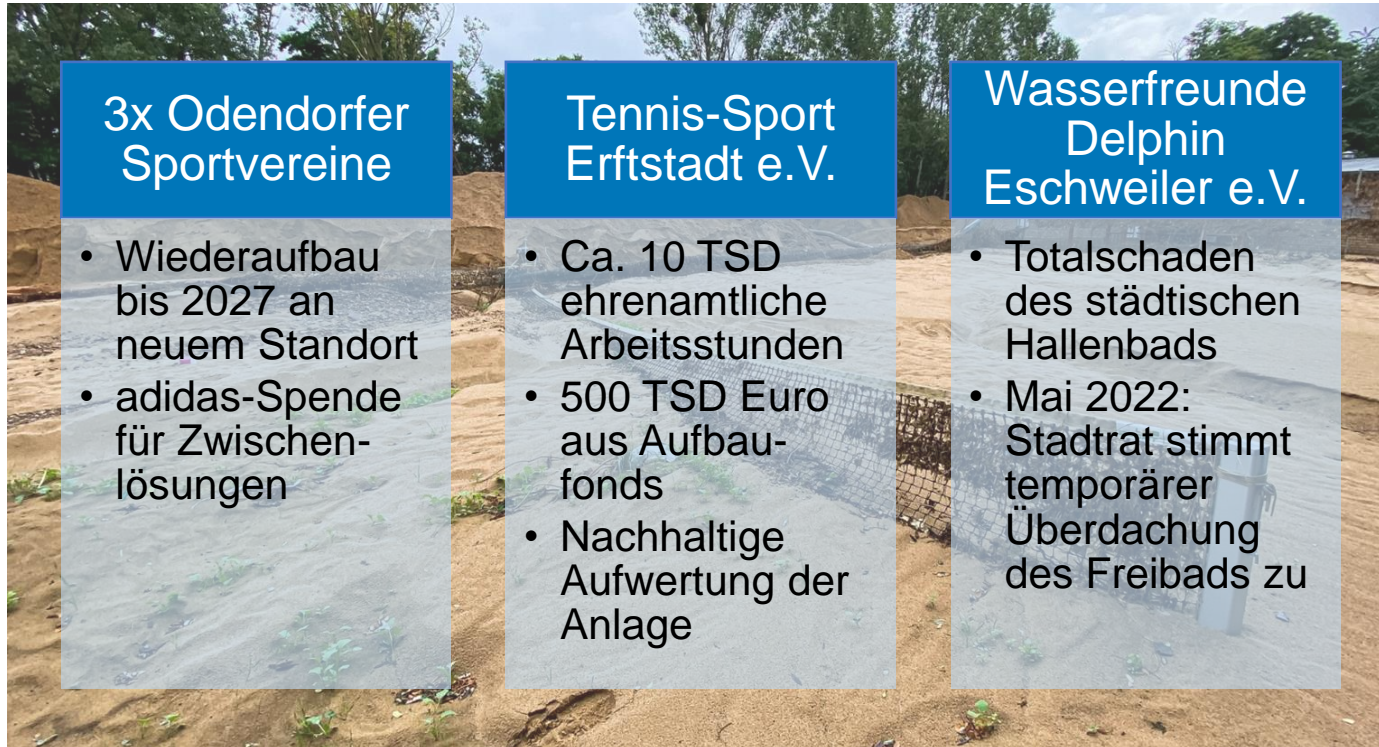 3x Odendorfer
Sportvereine
• Wiederaufbau
bis 2027 an
neuem Standort
• adidas-Spende
für Zwischen-
lösungen
Tennis-Sport
Erftstadt e.V.
• Ca. 10 TSD
ehrenamtliche
Arbeitsstunden
• 500 TSD Euro
aus Aufbau-
fonds
• Nachhaltige
Aufwertung der
Anlage
Wasserfreunde
Delphin
Eschweiler e.V.
• Totalschaden
des städtischen
Hallenbads
• Mai 2022:
Stadtrat stimmt
temporärer
Überdachung
des Freibads zu